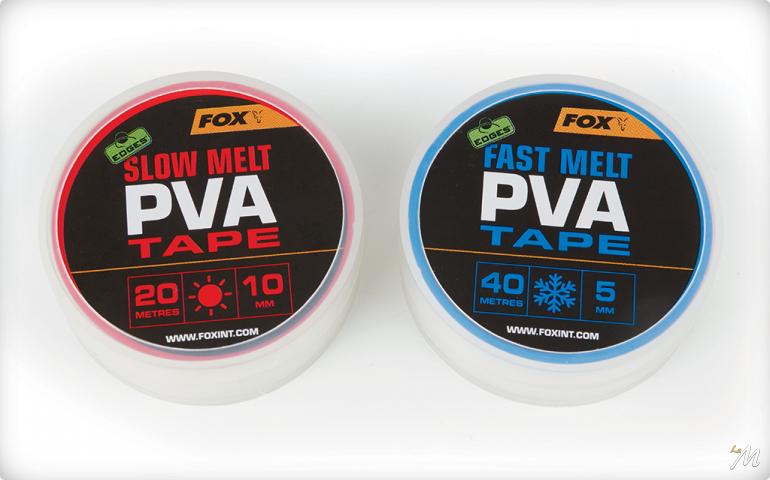 FOX
EDGES
SLOW MELT
PVA
TAPE
20 METRES
10 MM
WWW.FOXINT.COM
FOX
EDGES
FAST MELT
PVA
TAPE
40 METRES
5 MM
WWW.FOXINT.COM